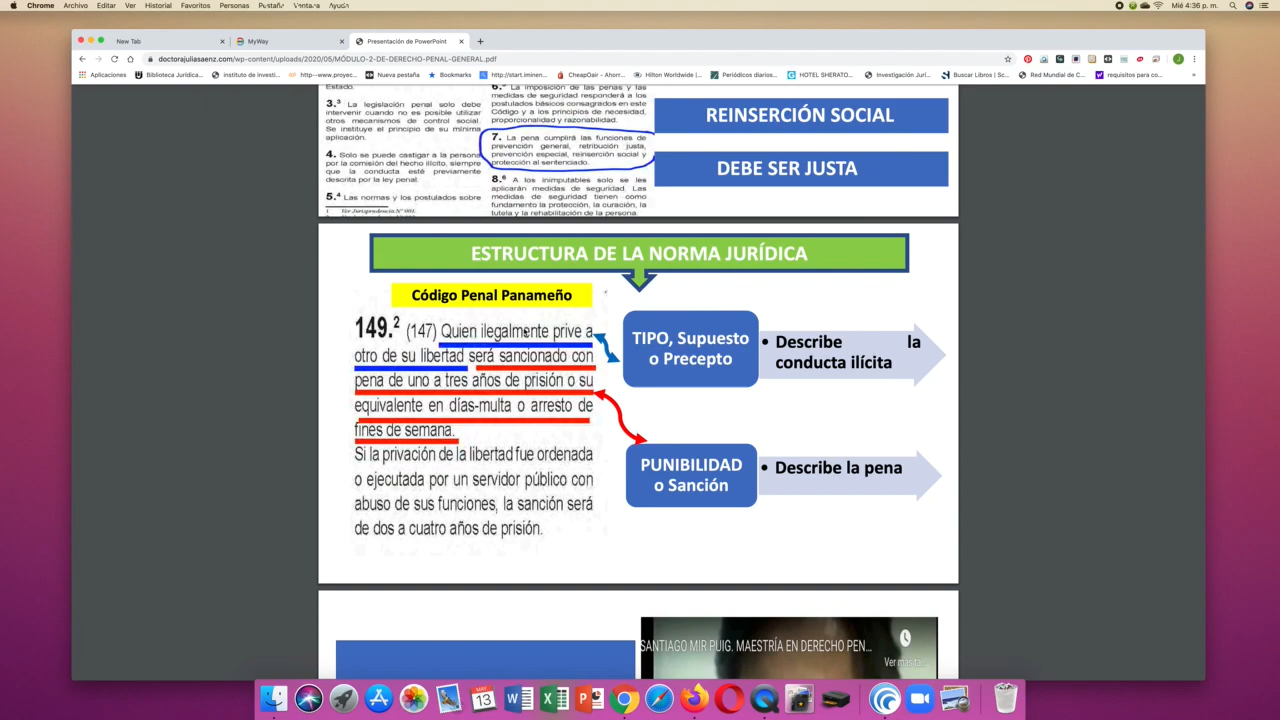 Chrome Archivo Editar Ver Historial Favoritos Personas Pestaña Ventana Ayuda
Mié 4:36 p. m.
New Tab
MyWay
Presentación de PowerPoint
doctorajuliasaenz.com/wp-content/uploads/2020/05/MÓDULO-2-DE-DERECHO-PENAL-GENERAL.pdf
Aplicaciones Biblioteca Jurídica... instituto de investi... http--www.proyec... Nueva pestaña Bookmarks http://start.iminen... CheapOair - Ahorr... Hilton Worldwide |... Periódicos diarios... HOTEL SHERATO... Investigación Jurí... Buscar Libros | Sc... Red Mundial de C... requisitos para co... »
Estado.
3.³ La legislación penal solo debe
intervenir cuando no es posible utilizar
otros mecanismos de control social.
Se instituye el principio de su mínima
aplicación.
4. Solo se puede castigar a la persona
por la comisión del hecho ilícito, siempre
que la conducta esté previamente
descrita por la ley penal.
5.⁴ Las normas y los postulados sobre
1 Ver Jurisprudencia N° 001.
La imposición de las penas y las
medidas de seguridad responderá a los
postulados básicos consagrados en este
Código y a los principios de necesidad,
proporcionalidad y razonabilidad.
7. La pena cumplirá las funciones de
prevención general, retribución justa,
prevención especial, reinserción social y
protección al sentenciado.
8.⁶ A los inimputables solo se les
aplicarán medidas de seguridad. Las
medidas de seguridad tienen como
fundamento la protección, la curación, la
tutela y la rehabilitación de la persona.
REINSERCIÓN SOCIAL
DEBE SER JUSTA
ESTRUCTURA DE LA NORMA JURÍDICA
Código Penal Panameño
149.² (147) Quien ilegalmente prive a
otro de su libertad será sancionado con
pena de uno a tres años de prisión o su
equivalente en días-multa o arresto de
fines de semana.
Si la privación de la libertad fue ordenada
o ejecutada por un servidor público con
abuso de sus funciones, la sanción será
de dos a cuatro años de prisión.
TIPO, Supuesto
o Precepto
• Describe la
conducta ilícita
PUNIBILIDAD
o Sanción
• Describe la pena
SANTIAGO MIR PUIG. MAESTRÍA EN DERECHO PEN...
Ver más ta...
MAY
13